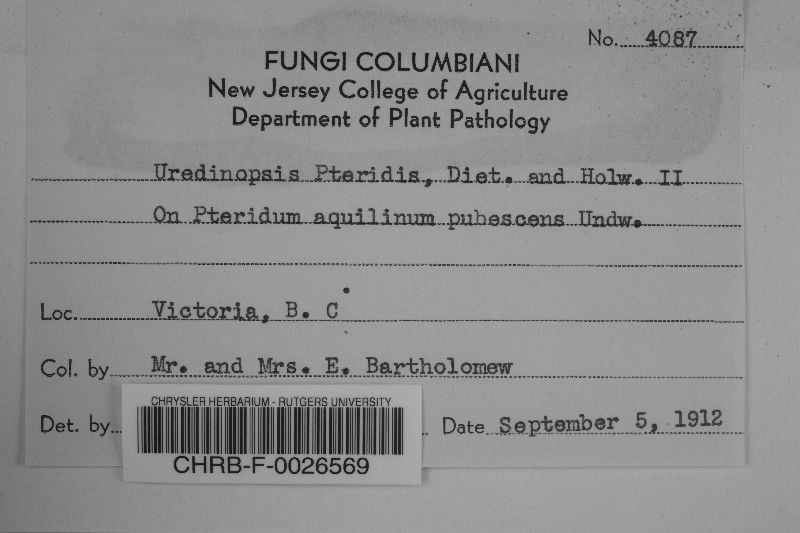 No. 4087
FUNGI COLUMBIANI
New Jersey College of Agriculture
Department of Plant Pathology
Uredinopsis Pteridis, Diet. and Holw. II
On Pteridum aquilinum pubescens Undw.
Loc. Victoria, B. C.
Col. by Mr. and Mrs. E. Bartholomew
Det. by Date September 5, 1912
CHRYSLER HERBARIUM - RUTGERS UNIVERSITY
CHRB-F-0026569